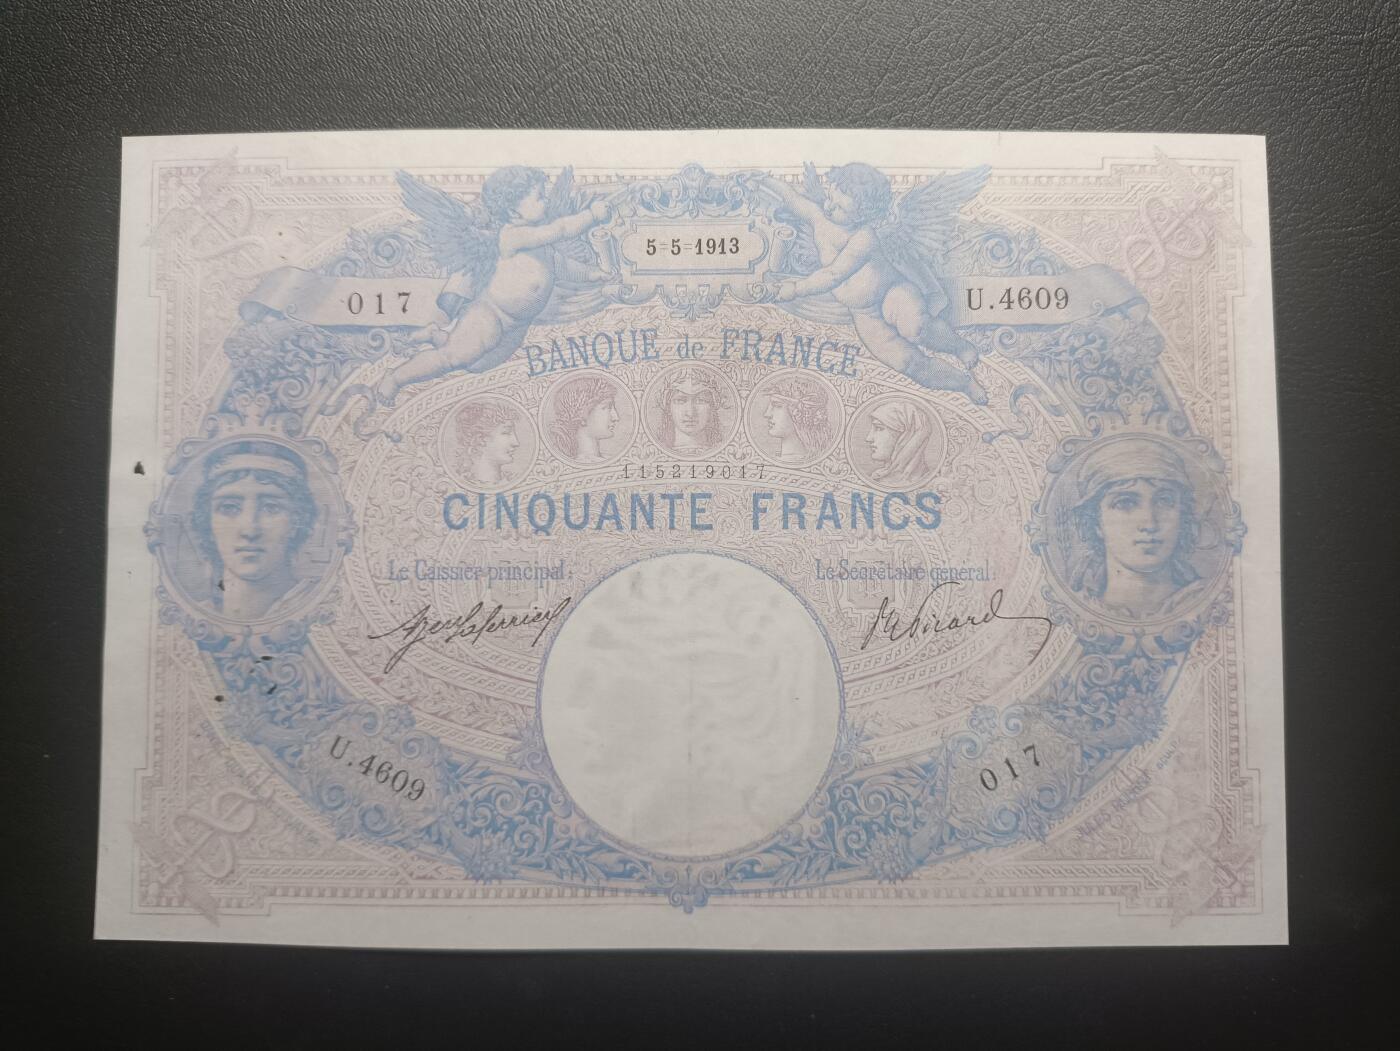 5=5=1913
017
U.4609
BANQUE de FRANCE
115219017
CINQUANTE FRANCS
Le Caissier principal:
Le Secrétaire général:
U.4609
017